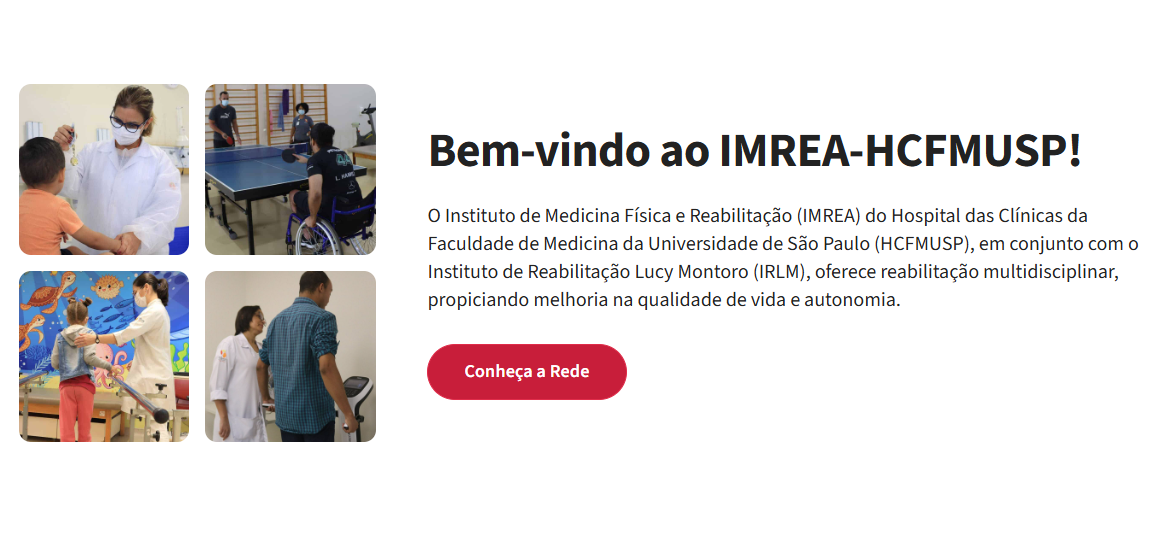 Bem-vindo ao IMREA-HCFMUSP!
O Instituto de Medicina Física e Reabilitação (IMREA) do Hospital das Clínicas da
Faculdade de Medicina da Universidade de São Paulo (HCFMUSP), em conjunto com o
Instituto de Reabilitação Lucy Montoro (IRLM), oferece reabilitação multidisciplinar,
propiciando melhoria na qualidade de vida e autonomia.
Conheça a Rede